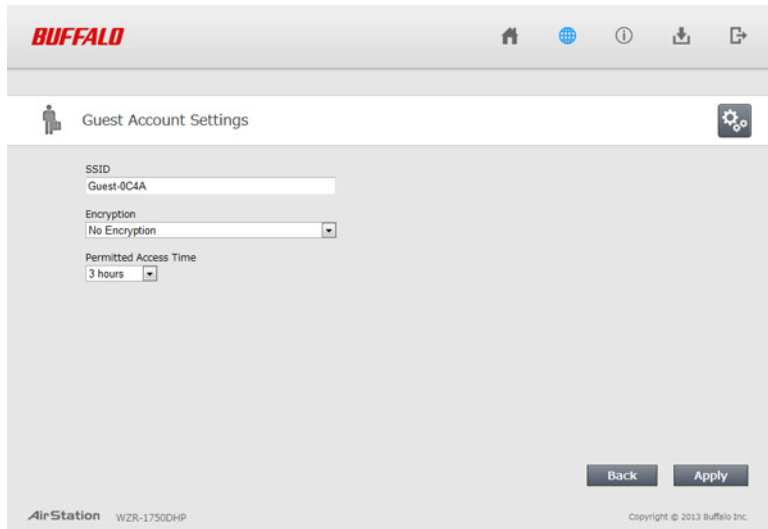 BUFFALO
Guest Account Settings
SSID
Guest-0C4A
Encryption
No Encryption
Permitted Access Time
3 hours
Back Apply
AirStation WZR-1750DHP Copyright © 2013 Buffalo Inc.